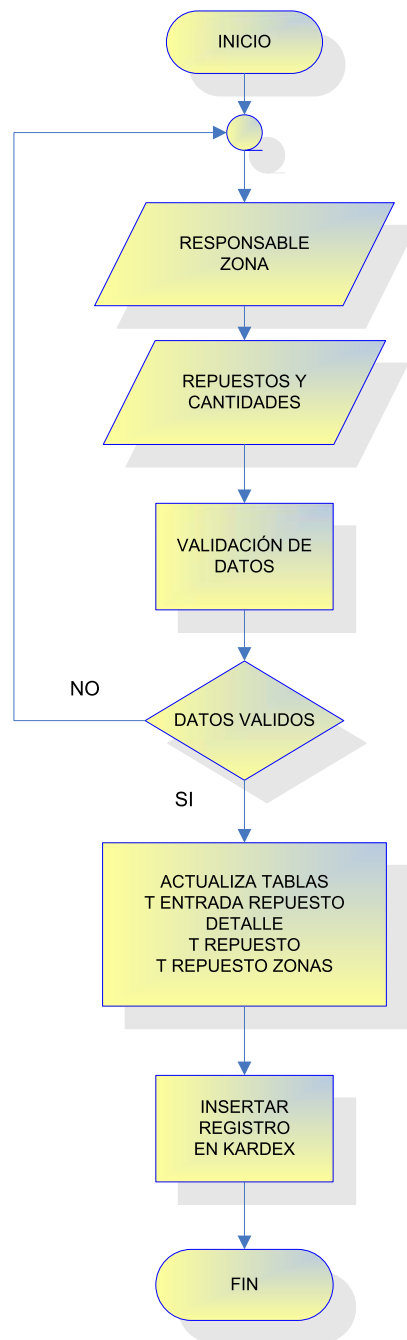 INICIO
RESPONSABLE
ZONA
REPUESTOS Y
CANTIDADES
VALIDACIÓN DE
DATOS
NO
DATOS VALIDOS
SI
ACTUALIZA TABLAS
T ENTRADA REPUESTO
DETALLE
T REPUESTO
T REPUESTO ZONAS
INSERTAR
REGISTRO
EN KARDEX
FIN